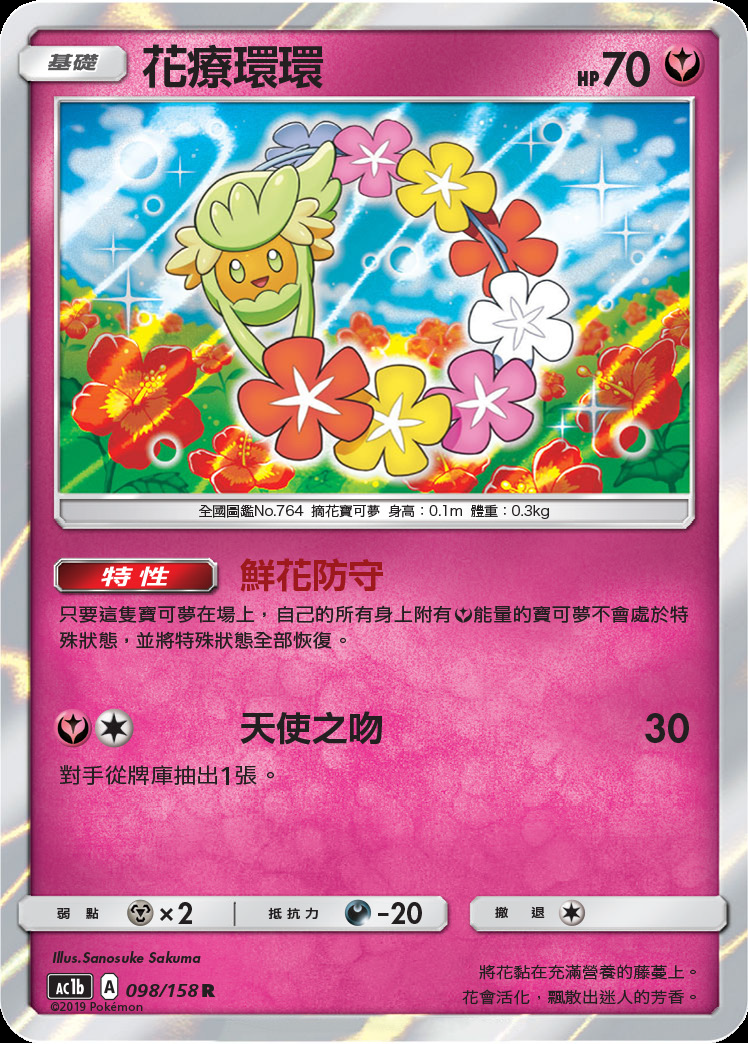 基礎 花療環環 HP70
全國圖鑑No.764 摘花寶可夢 身高：0.1m 體重：0.3kg
特性 鮮花防守
只要這隻寶可夢在場上，自己的所有身上附有能量的寶可夢不會處於特
殊狀態，並將特殊狀態全部恢復。
天使之吻 30
對手從牌庫抽出1張。
弱點 ×2 抵抗力 -20 撤退
Illus.Sanosuke Sakuma
AC1b A 098/158 R
©2019 Pokémon
將花黏在充滿營養的藤蔓上。
花會活化，飄散出迷人的芳香。